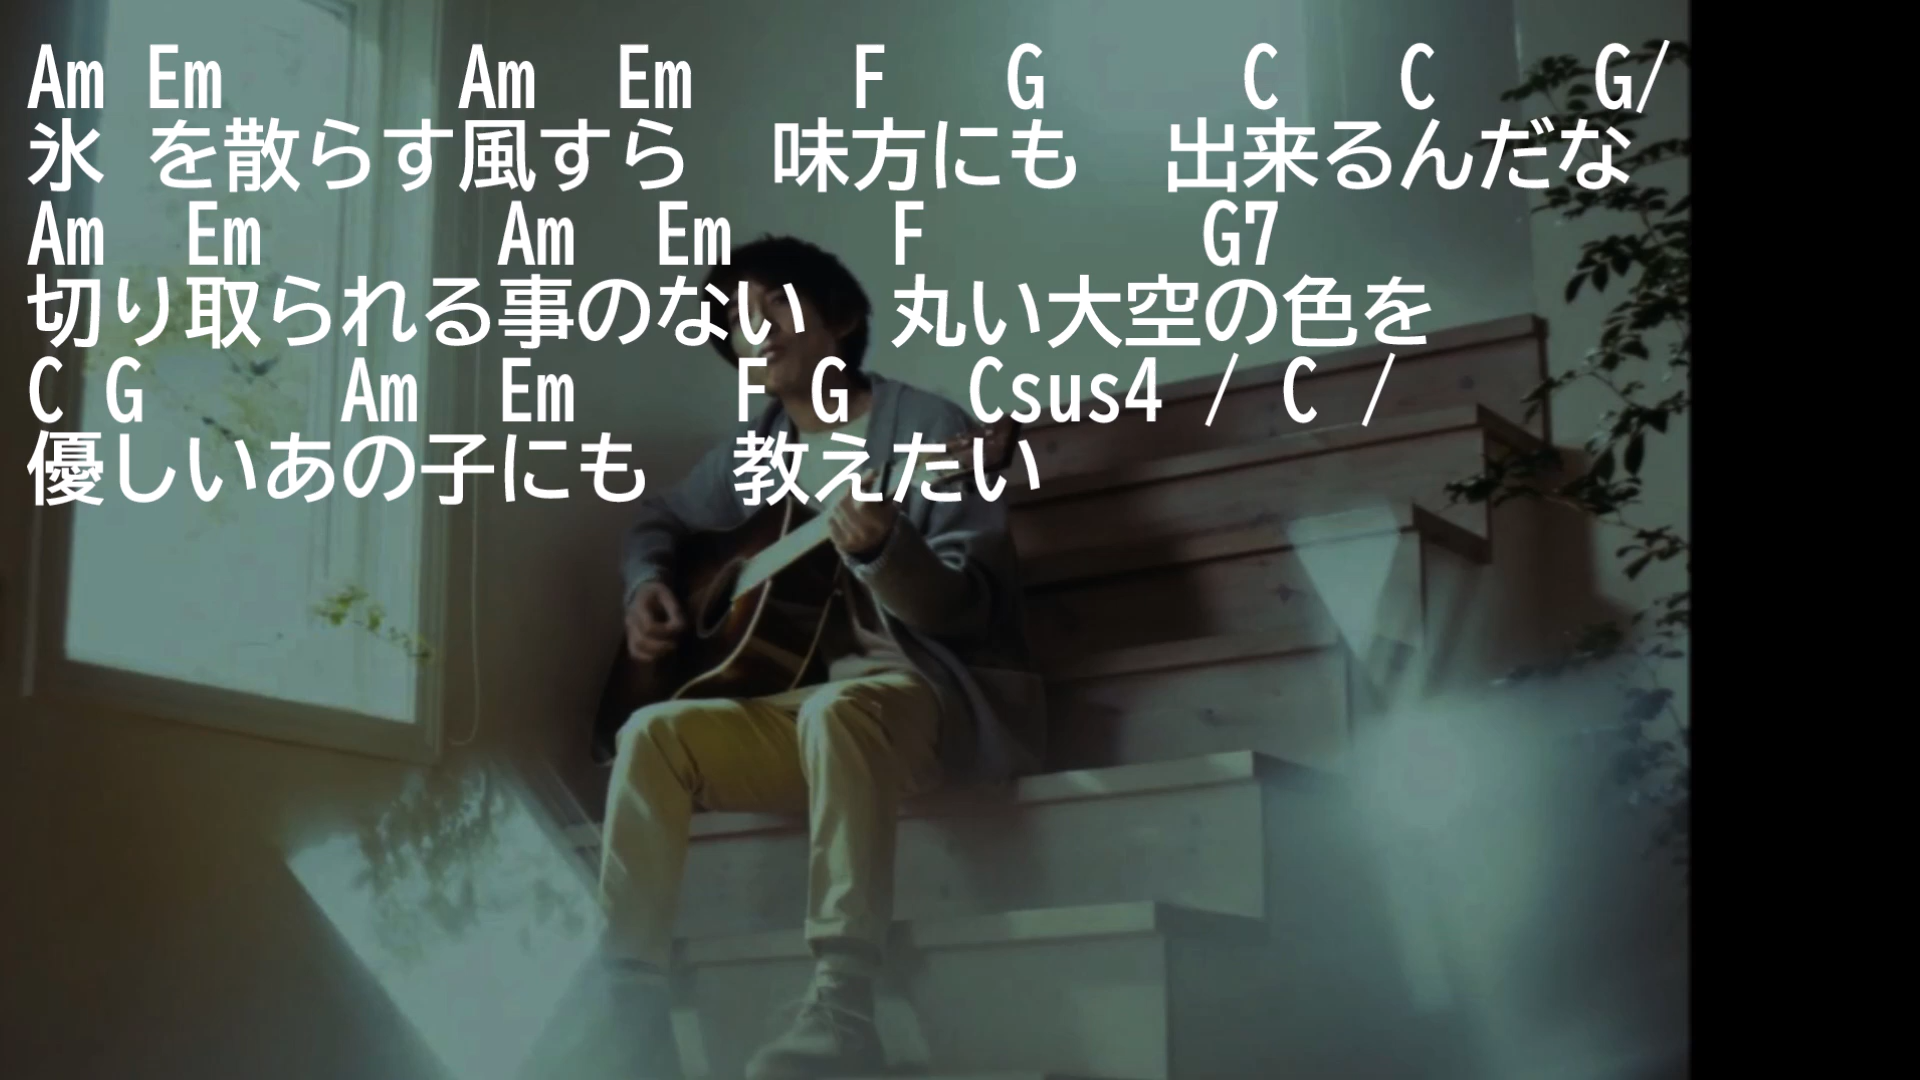 Am Em Am Em F G C C G/
氷 を散らす風すら 味方にも 出来るんだな
Am Em Am Em F G7
切り取られる事のない 丸い大空の色を
C G Am Em F G Csus4 / C /
優しいあの子にも 教えたい